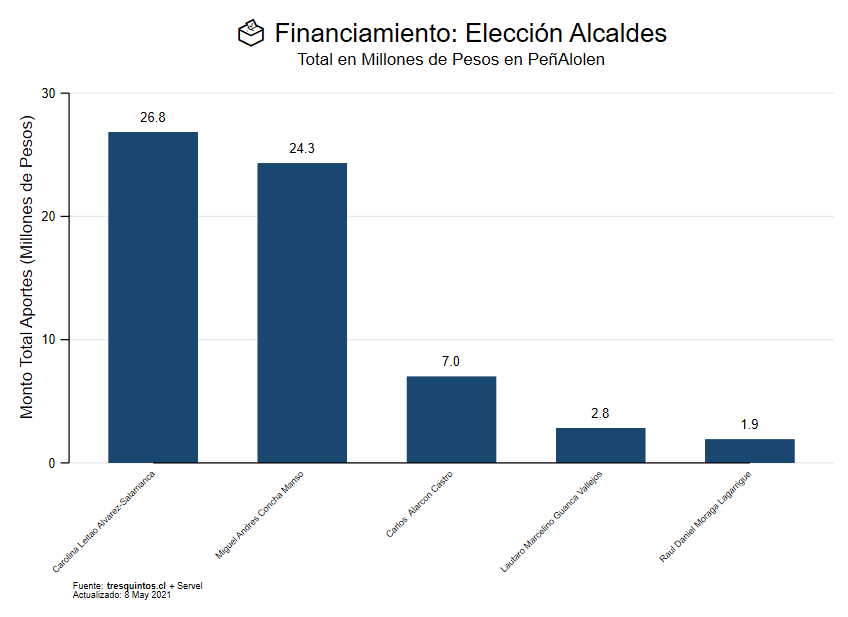 Financiamiento: Elección Alcaldes
Total en Millones de Pesos en PeñAlolen
Monto Total Aportes (Millones de Pesos)
30
20
10
0
26.8
24.3
7.0
2.8
1.9
Carolina Leitao Alvarez-Salamanca
Miguel Andres Concha Manso
Carlos Alarcon Castro
Lautaro Marcelino Guanca Vallejos
Raul Daniel Moraga Lagarrigue
Fuente: tresquintos.cl + Servel
Actualizado: 8 May 2021